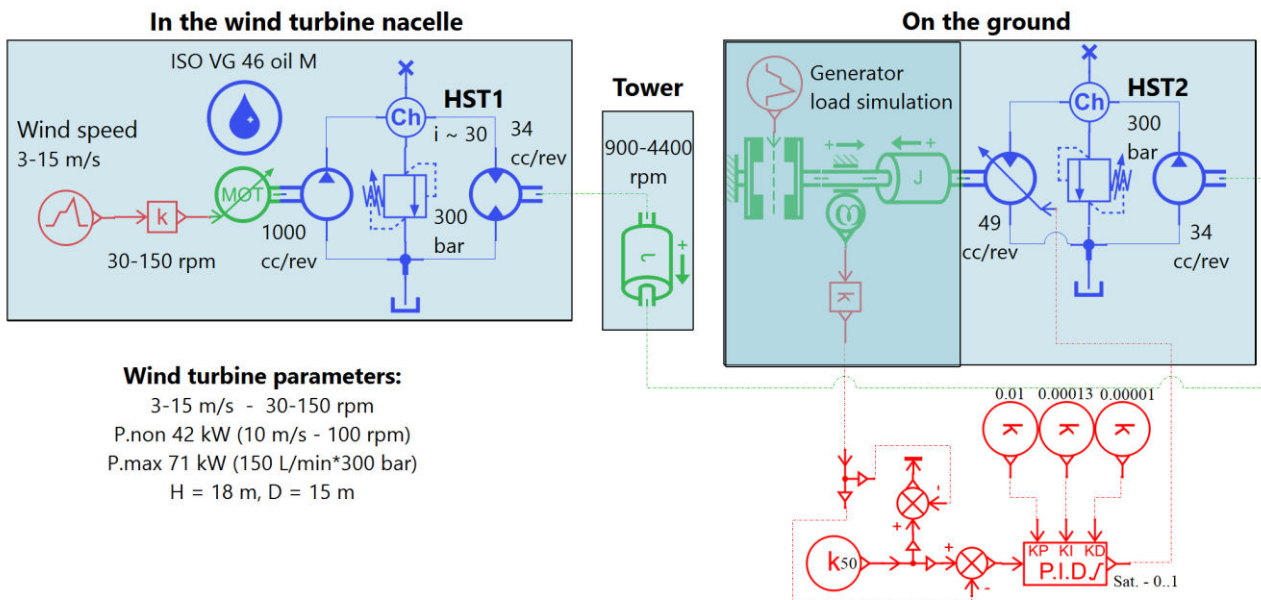 In the wind turbine nacelle
ISO VG 46 oil M
Wind speed
3-15 m/s
k
30-150 rpm
MOT
1000
cc/rev
HST1
Ch
i ~ 30
34
cc/rev
300
bar
Tower
900-4400
rpm
+
J
On the ground
Generator
load simulation
+
+
J
ω
k
HST2
Ch
300
bar
49
cc/rev
34
cc/rev
Wind turbine parameters:
3-15 m/s - 30-150 rpm
P.non 42 kW (10 m/s - 100 rpm)
P.max 71 kW (150 L/min*300 bar)
H = 18 m, D = 15 m
0.01 0.00013 0.00001
k k k
-
+
k50
+
-
KP KI KD
P.I.D
Sat. - 0..1